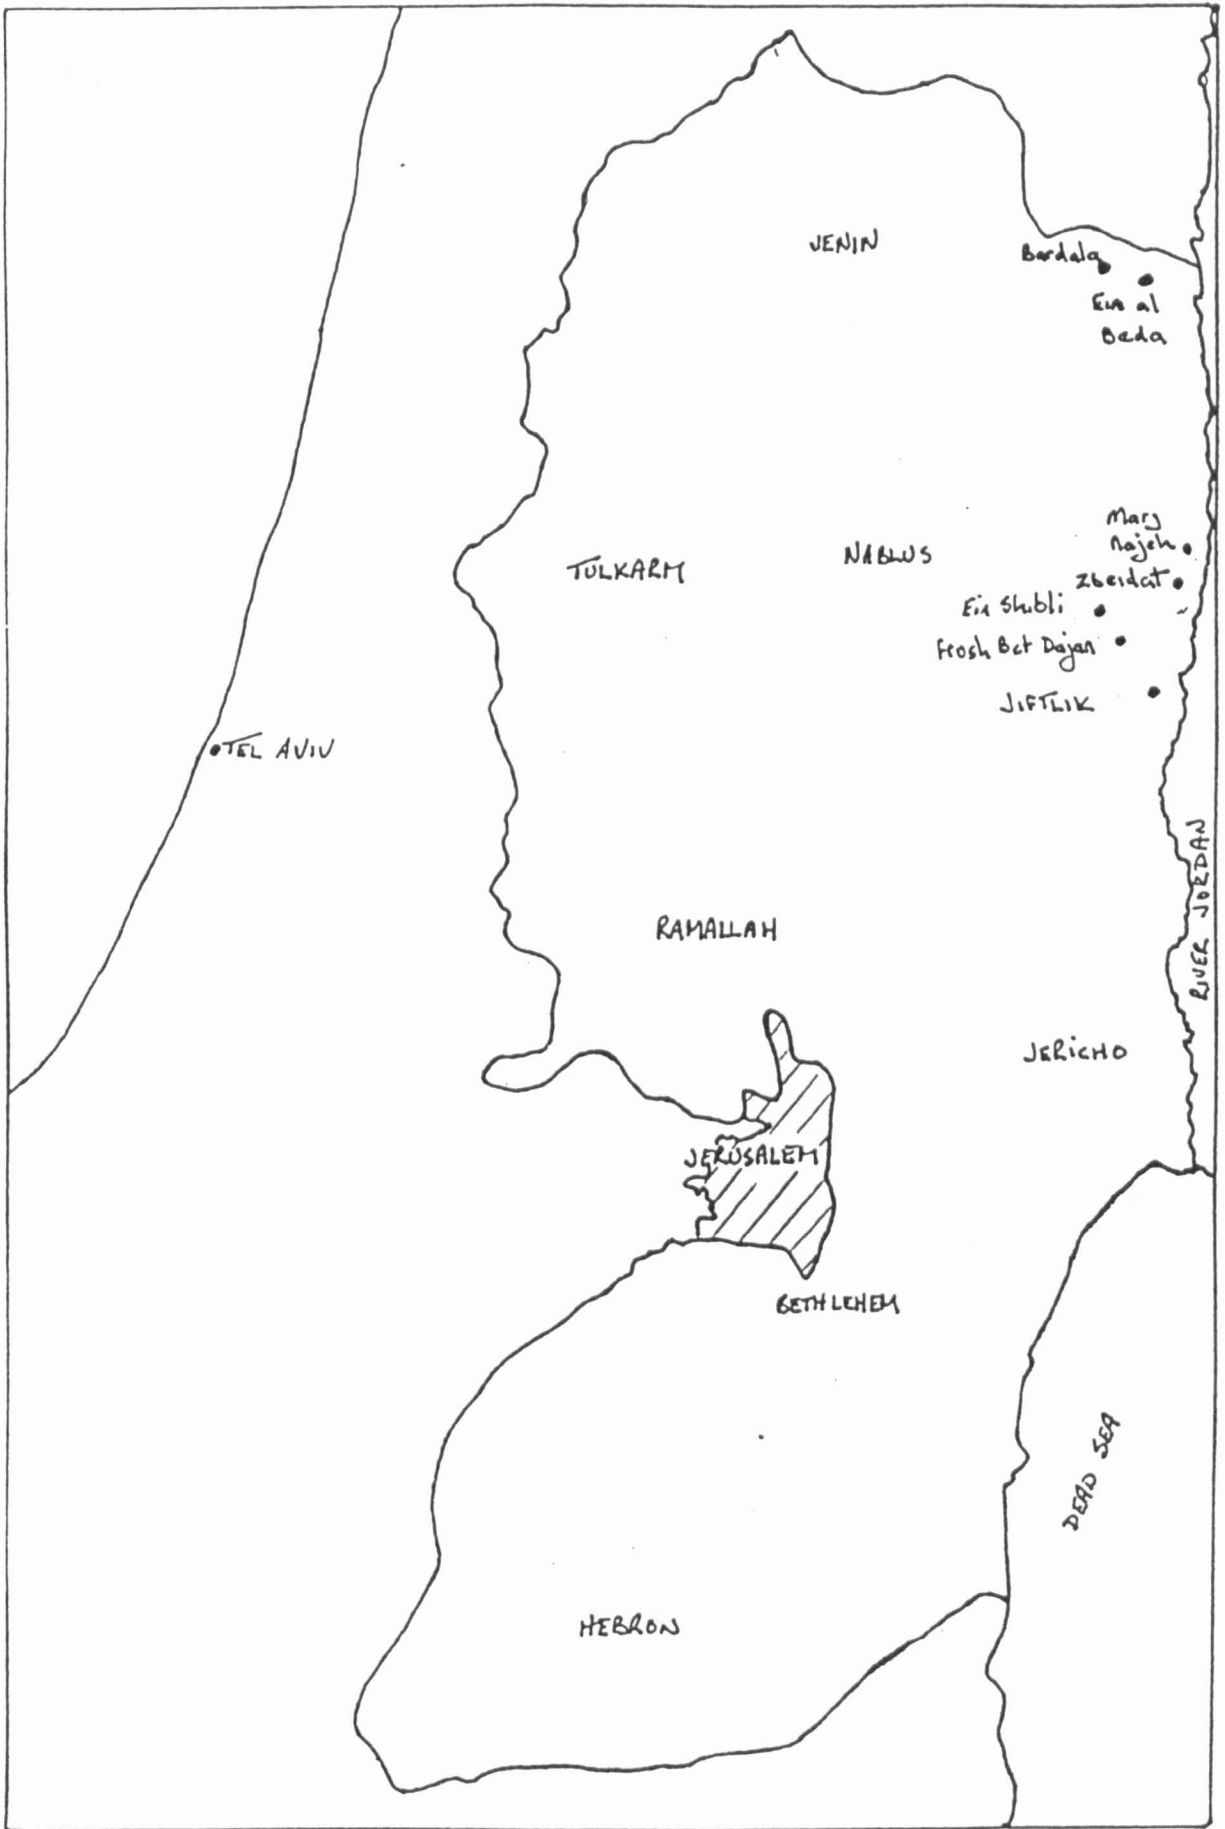 JENIN
Bardala
Ein al
Beda
Marj
Najeh
Zbeidat
Ein Shibli
Frosh Bet Dajan
JIFTLIK
TULKARM
NABLUS
TEL AVIV
RIVER JORDAN
RAMALLAH
JERICHO
JERUSALEM
BETHLEHEM
DEAD SEA
HEBRON